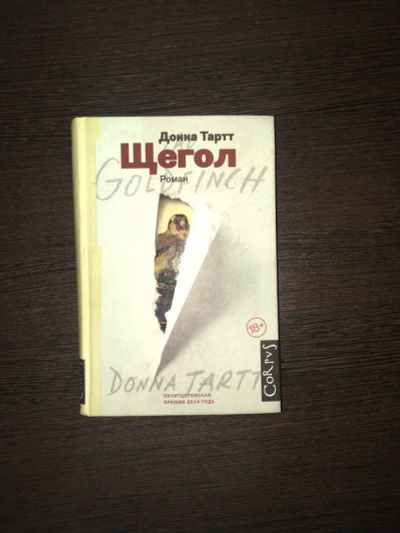 Донна Тартт
Щегол
Роман
GOLDFINCH
18+
DONNA TARTT
CORPUS
ПУЛИТЦЕРОВСКАЯ
ПРЕМИЯ 2014 ГОДА